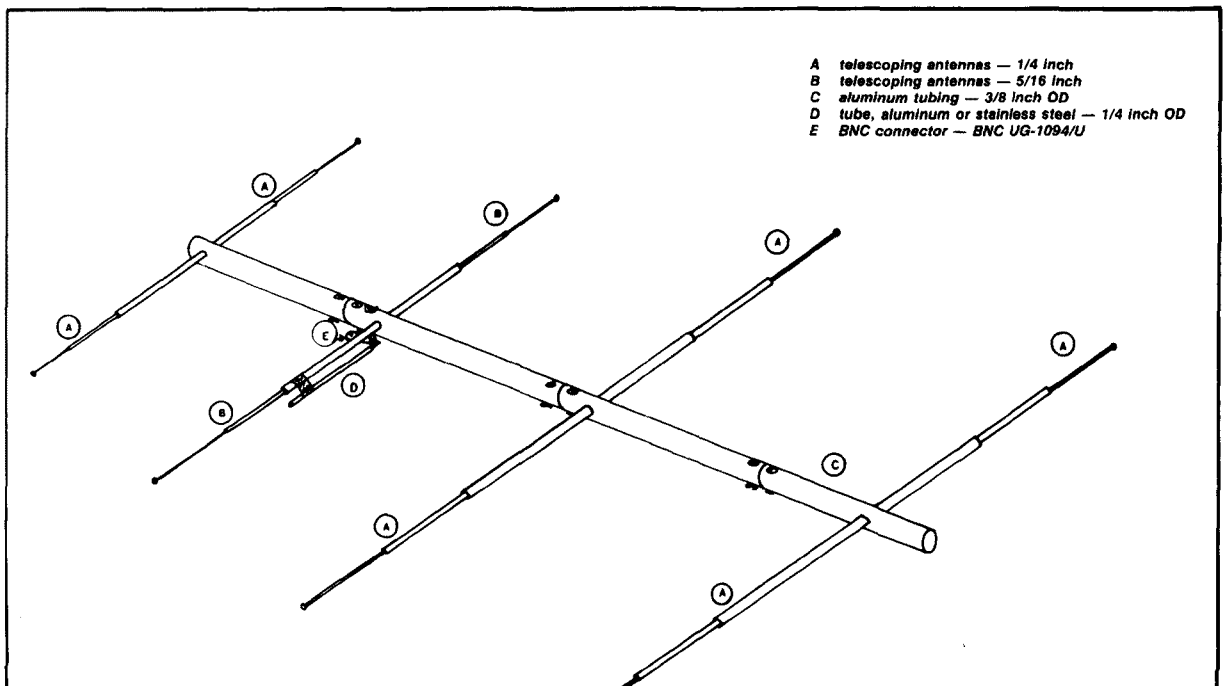 A telescoping antennas — 1/4 inch
B telescoping antennas — 5/16 inch
C aluminum tubing — 3/8 inch OD
D tube, aluminum or stainless steel — 1/4 inch OD
E BNC connector — BNC UG-1094/U
A
B
A
A
A
E
D
B
C
A
A